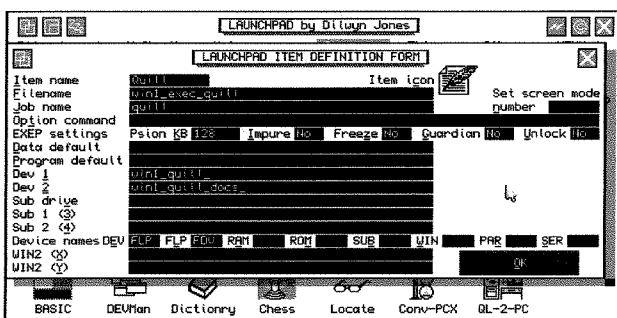 LAUNCHPAD by Dilwyn Jones
LAUNCHPAD ITEM DEFINITION FORM
Item name Quill Item icon
Filename win1_exec_quill Set screen mode
Job name quill number
Option command
EXEP settings Psion KB 128 Impure No Freeze No Guardian No Unlock No
Data default
Program default
Dev 1 win1_quill_
Dev 2 win1_quill_docs_
Sub drive
Sub 1 (3)
Sub 2 (4)
Device names DEV FLP FLP FDV RAM ROM SUB WIN PAR SER
WIN2 (X)
WIN2 (Y) OK
BASIC DEVMan Dictionry Chess Locate Conv-PCX QL-2-PC